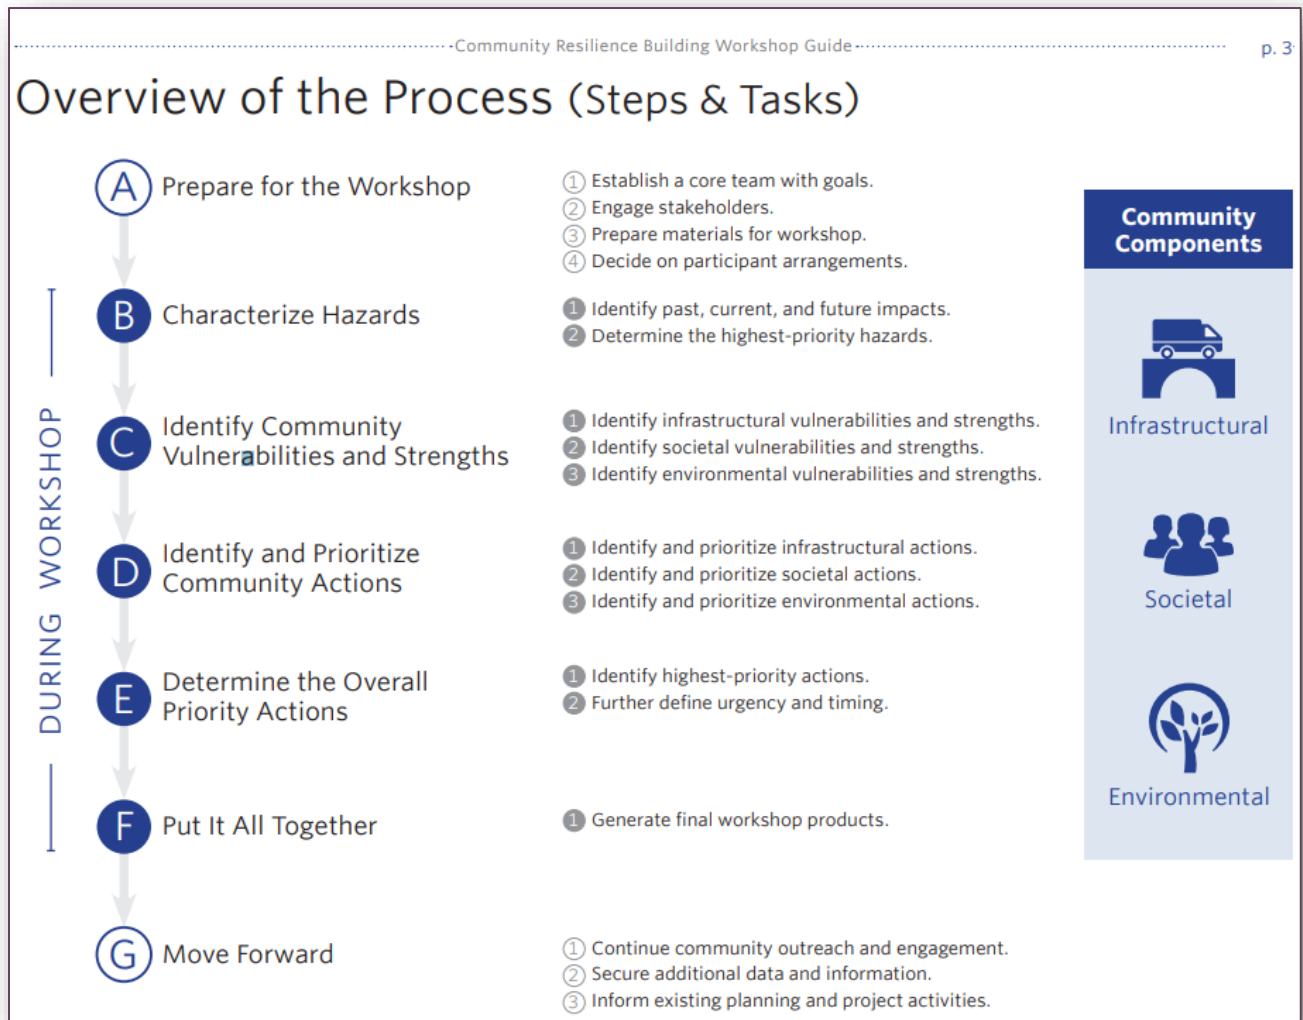 Community Resilience Building Workshop Guide
p. 3
Overview of the Process (Steps & Tasks)
A Prepare for the Workshop
1 Establish a core team with goals.
2 Engage stakeholders.
3 Prepare materials for workshop.
4 Decide on participant arrangements.
DURING WORKSHOP
B Characterize Hazards
1 Identify past, current, and future impacts.
2 Determine the highest-priority hazards.
C Identify Community
Vulnerabilities and Strengths
1 Identify infrastructural vulnerabilities and strengths.
2 Identify societal vulnerabilities and strengths.
3 Identify environmental vulnerabilities and strengths.
D Identify and Prioritize
Community Actions
1 Identify and prioritize infrastructural actions.
2 Identify and prioritize societal actions.
3 Identify and prioritize environmental actions.
E Determine the Overall
Priority Actions
1 Identify highest-priority actions.
2 Further define urgency and timing.
F Put It All Together
1 Generate final workshop products.
G Move Forward
1 Continue community outreach and engagement.
2 Secure additional data and information.
3 Inform existing planning and project activities.
Community
Components
Infrastructural
Societal
Environmental